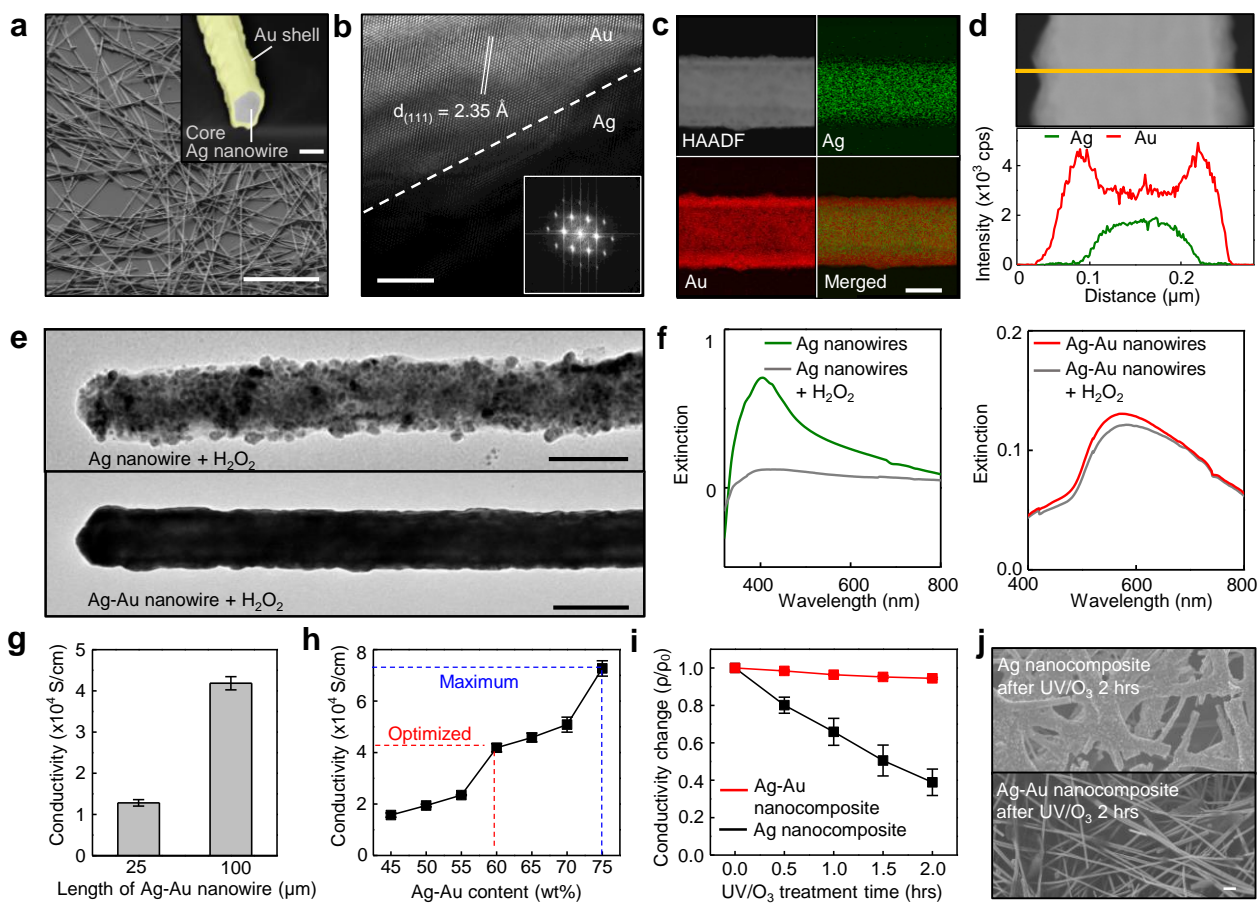 a
Au shell
Core
Ag nanowire
b
Au
d(111) = 2.35 Å
Ag
c
HAADF
Ag
Au
Merged
d
Ag
Au
Intensity (x10³ cps)
4
2
0
0
0.1
0.2
Distance (µm)
e
Ag nanowire + H₂O₂
Ag-Au nanowire + H₂O₂
f
Extinction
1
0
Ag nanowires
Ag nanowires
+ H₂O₂
400
600
800
Wavelength (nm)
Extinction
0.2
0.1
0.0
Ag-Au nanowires
Ag-Au nanowires
+ H₂O₂
400
500
600
700
800
Wavelength (nm)
g
Conductivity (x10⁴ S/cm)
5
4
3
2
1
0
25
100
Length of Ag-Au nanowire (µm)
h
Conductivity (x10⁴ S/cm)
8
6
4
2
0
Maximum
Optimized
45
50
55
60
65
70
75
Ag-Au content (wt%)
i
Conductivity change (ρ/ρ₀)
1.0
0.8
0.6
0.4
0.2
0.0
Ag-Au
nanocomposite
Ag nanocomposite
0.0
0.5
1.0
1.5
2.0
UV/O₃ treatment time (hrs)
j
Ag nanocomposite
after UV/O₃ 2 hrs
Ag-Au nanocomposite
after UV/O₃ 2 hrs